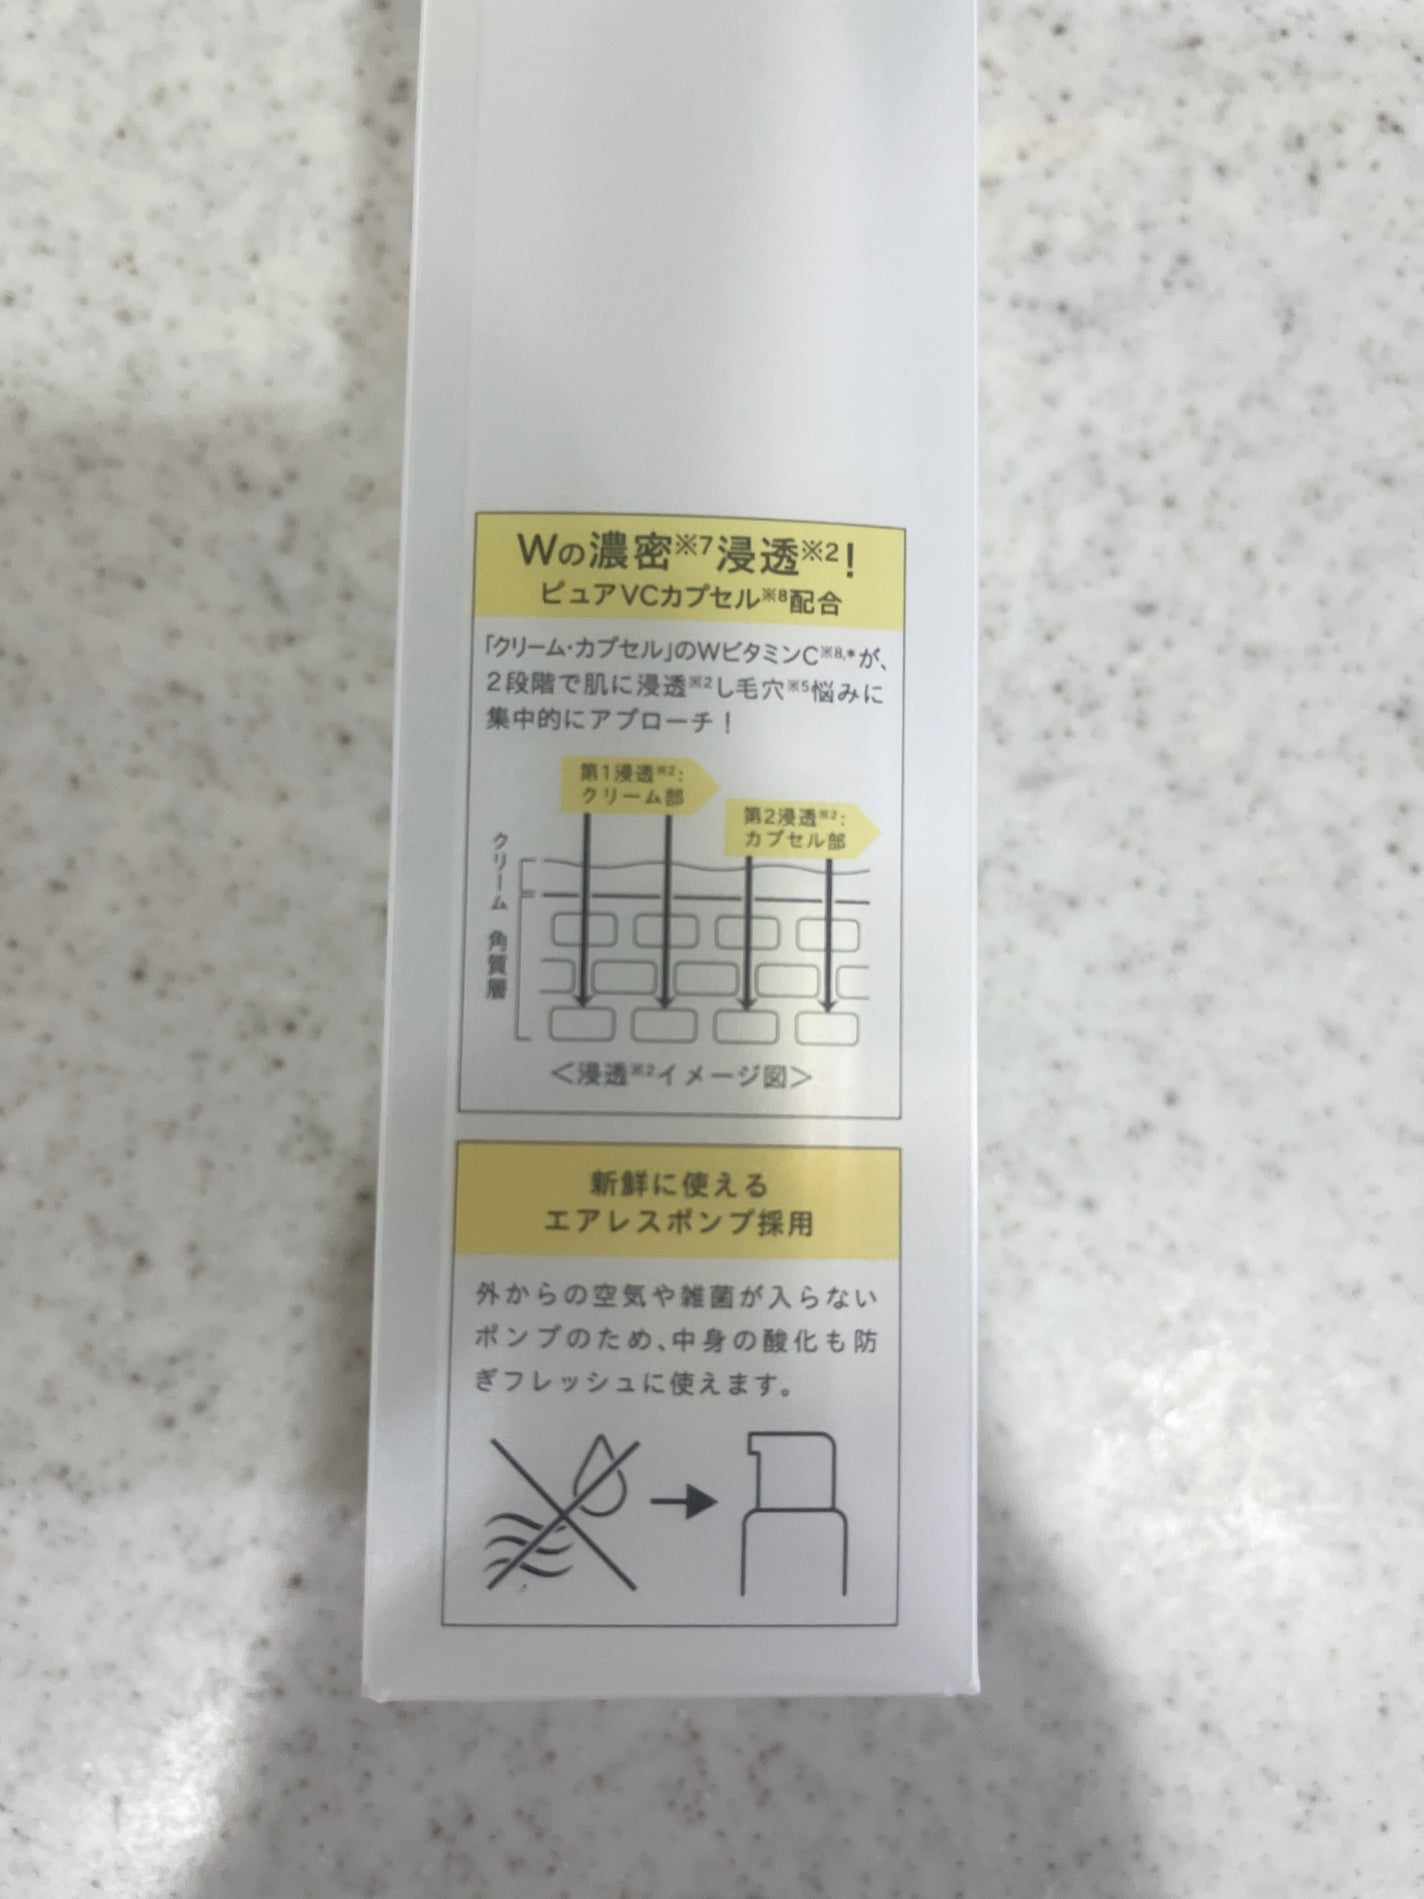 Wの濃密※7浸透※2!
ピュアVCカプセル※8配合
「クリーム・カプセル」のWビタミンC※8,*が、
2段階で肌に浸透※2し毛穴※5悩みに
集中的にアプローチ!
第1浸透※2:
クリーム部
第2浸透※2:
カプセル部
クリーム
角質層
<浸透※2イメージ図>
新鮮に使える
エアレスポンプ採用
外からの空気や雑菌が入らない
ポンプのため、中身の酸化も防
ぎフレッシュに使えます。